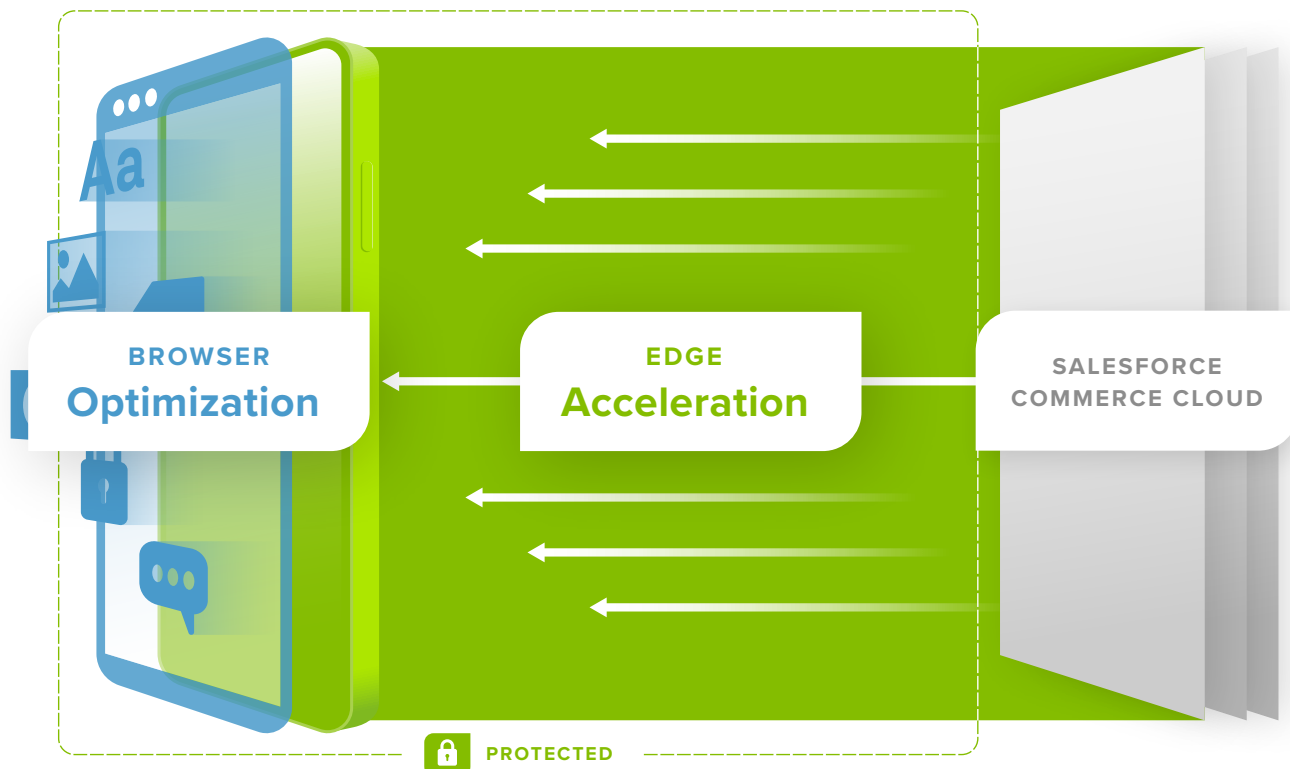 Aa
BROWSER
Optimization
EDGE
Acceleration
SALESFORCE
COMMERCE CLOUD
PROTECTED